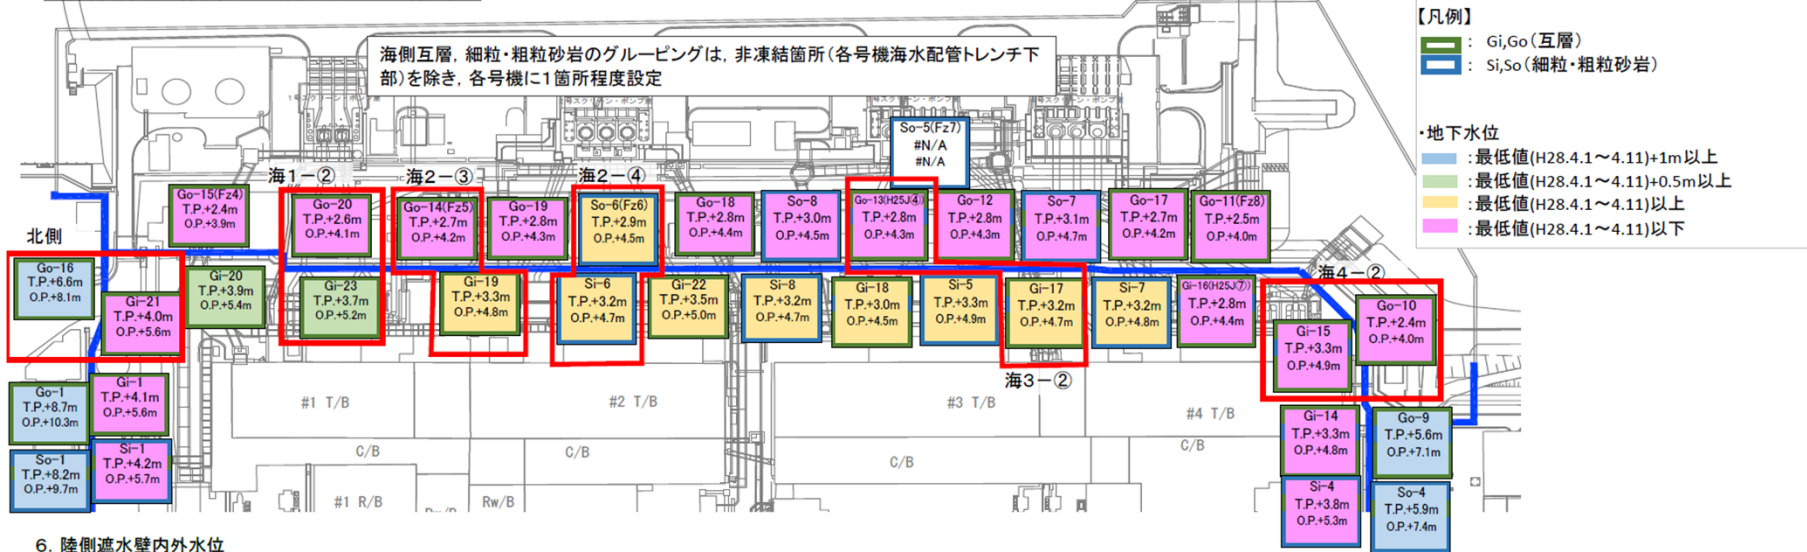 海側互層，細粒・粗粒砂岩のグルーピングは，非凍結箇所（各号機海水配管トレンチ下
部）を除き，各号機に１箇所程度設定
【凡例】
： Gi,Go（互層）
： Si,So（細粒・粗粒砂岩）
・地下水位
：最低値(H28.4.1～4.11)+1m以上
：最低値(H28.4.1～4.11)+0.5m以上
：最低値(H28.4.1～4.11)以上
：最低値(H28.4.1～4.11)以下
So-5(Fz7)
#N/A
#N/A
海１－②
海２－③
海２－④
Go-15(Fz4)
T.P.+2.4m
O.P.+3.9m
Go-20
T.P.+2.6m
O.P.+4.1m
Go-14(Fz5)
T.P.+2.7m
O.P.+4.2m
Go-19
T.P.+2.8m
O.P.+4.3m
So-6(Fz6)
T.P.+2.9m
O.P.+4.5m
Go-18
T.P.+2.8m
O.P.+4.4m
So-8
T.P.+3.0m
O.P.+4.5m
Go-13(H25J④)
T.P.+2.8m
O.P.+4.3m
Go-12
T.P.+2.8m
O.P.+4.3m
So-7
T.P.+3.1m
O.P.+4.7m
Go-17
T.P.+2.7m
O.P.+4.2m
Go-11(Fz8)
T.P.+2.5m
O.P.+4.0m
北側
海４－②
Go-16
T.P.+6.6m
O.P.+8.1m
Gi-21
T.P.+4.0m
O.P.+5.6m
Gi-20
T.P.+3.9m
O.P.+5.4m
Gi-23
T.P.+3.7m
O.P.+5.2m
Gi-19
T.P.+3.3m
O.P.+4.8m
Si-6
T.P.+3.2m
O.P.+4.7m
Gi-22
T.P.+3.5m
O.P.+5.0m
Si-8
T.P.+3.2m
O.P.+4.7m
Gi-18
T.P.+3.0m
O.P.+4.5m
Si-5
T.P.+3.3m
O.P.+4.9m
Gi-17
T.P.+3.2m
O.P.+4.7m
Si-7
T.P.+3.2m
O.P.+4.8m
Gi-16(H25J⑦)
T.P.+2.8m
O.P.+4.4m
Gi-15
T.P.+3.3m
O.P.+4.9m
Go-10
T.P.+2.4m
O.P.+4.0m
海３－②
Go-1
T.P.+8.7m
O.P.+10.3m
Gi-1
T.P.+4.1m
O.P.+5.6m
#1 T/B
#2 T/B
#3 T/B
#4 T/B
Gi-14
T.P.+3.3m
O.P.+4.8m
Go-9
T.P.+5.6m
O.P.+7.1m
So-1
T.P.+8.2m
O.P.+9.7m
Si-1
T.P.+4.2m
O.P.+5.7m
C/B
C/B
C/B
C/B
Si-4
T.P.+3.8m
O.P.+5.3m
So-4
T.P.+5.9m
O.P.+7.4m
#1 R/B
Rw/B
６．陸側遮水壁内外水位